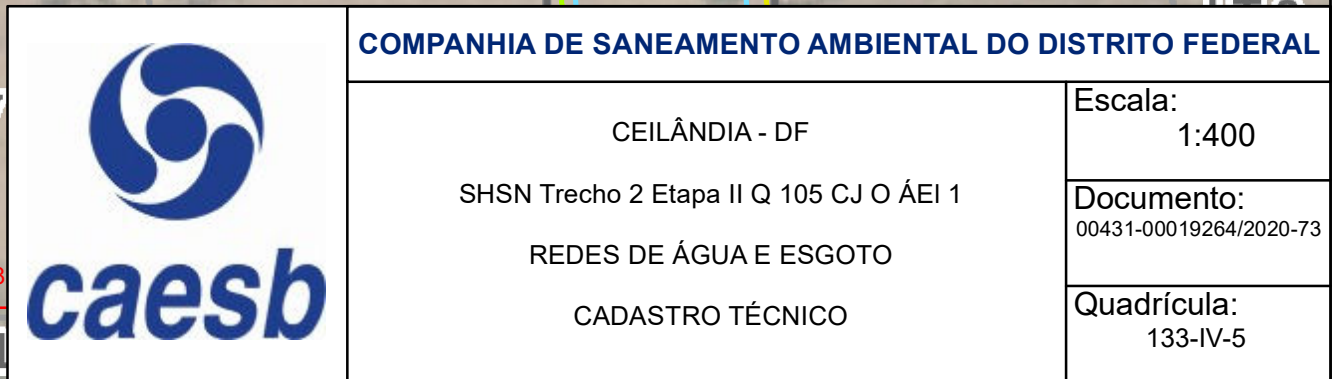 COMPANHIA DE SANEAMENTO AMBIENTAL DO DISTRITO FEDERAL
caesb
CEILÂNDIA - DF
SHSN Trecho 2 Etapa II Q 105 CJ O ÁEI 1
REDES DE ÁGUA E ESGOTO
CADASTRO TÉCNICO
Escala:
1:400
Documento:
00431-00019264/2020-73
Quadrícula:
133-IV-5